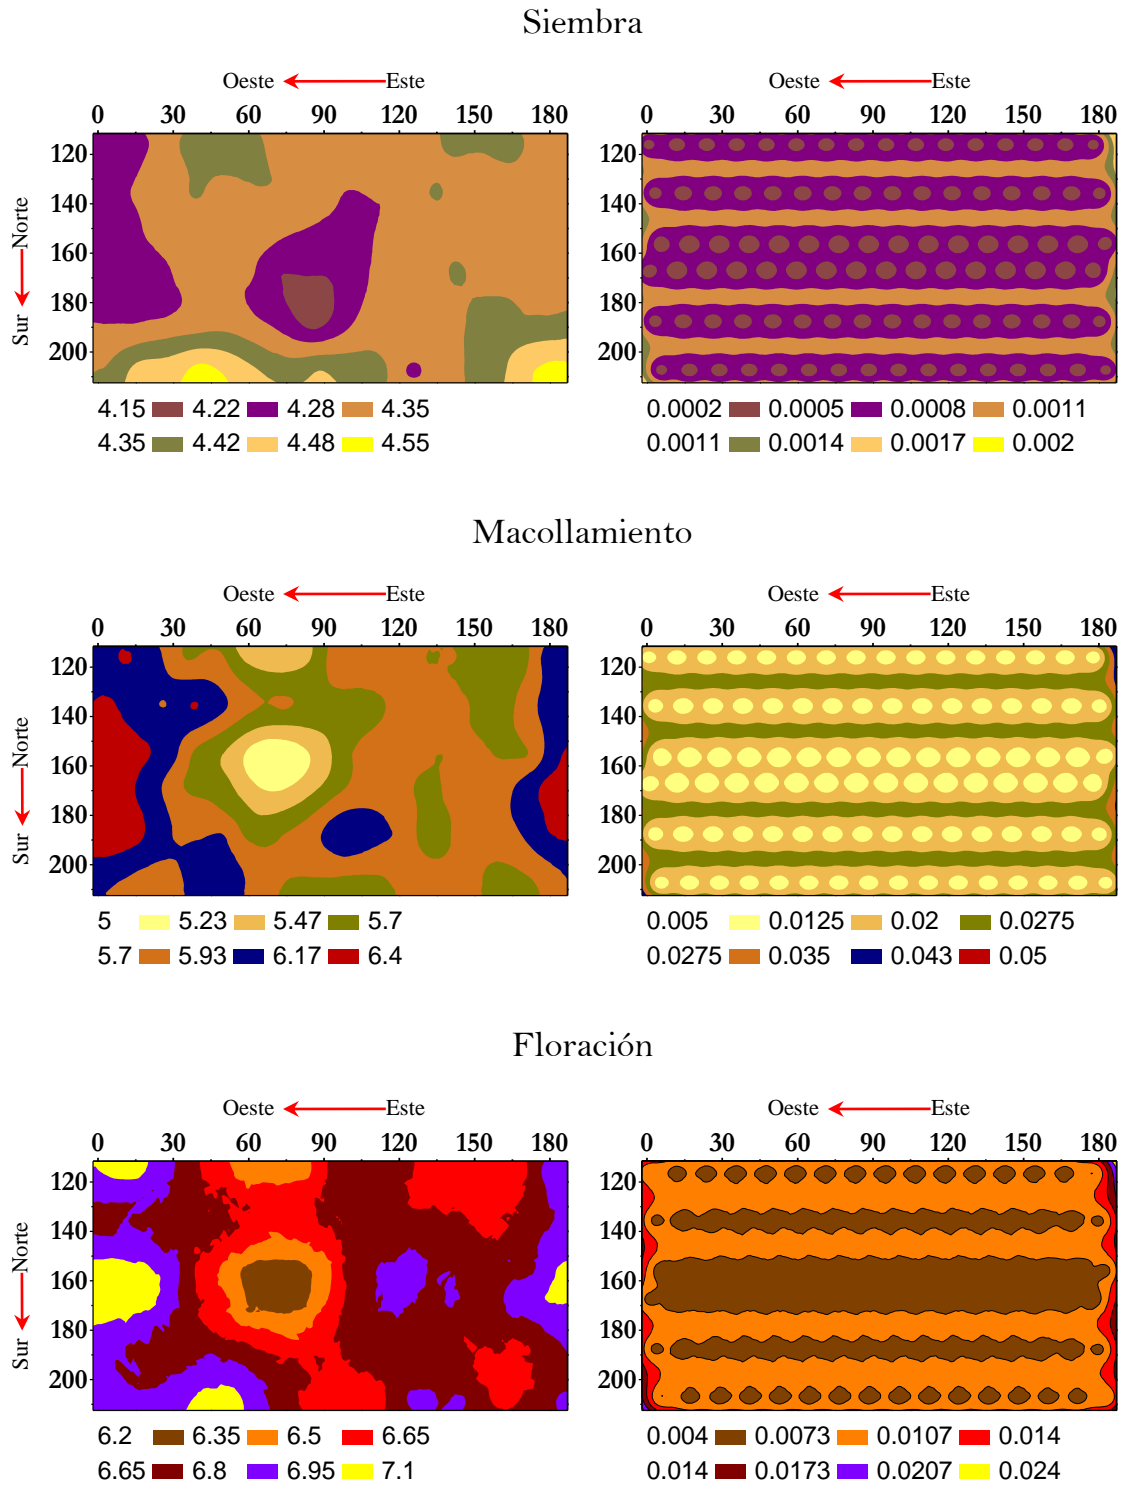 Siembra
Oeste Este Oeste Este
0 30 60 90 120 150 180 0 30 60 90 120 150 180
120 120
140 140
160 160
180 180
200 200
Norte
Sur
4.15 4.22 4.28 4.35 0.0002 0.0005 0.0008 0.0011
4.35 4.42 4.48 4.55 0.0011 0.0014 0.0017 0.002
Macollamiento
Oeste Este Oeste Este
0 30 60 90 120 150 180 0 30 60 90 120 150 180
120 120
140 140
160 160
180 180
200 200
Norte
Sur
5 5.23 5.47 5.7 0.005 0.0125 0.02 0.0275
5.7 5.93 6.17 6.4 0.0275 0.035 0.043 0.05
Floración
Oeste Este Oeste Este
0 30 60 90 120 150 180 0 30 60 90 120 150 180
120 120
140 140
160 160
180 180
200 200
Norte
Sur
6.2 6.35 6.5 6.65 0.004 0.0073 0.0107 0.014
6.65 6.8 6.95 7.1 0.014 0.0173 0.0207 0.024